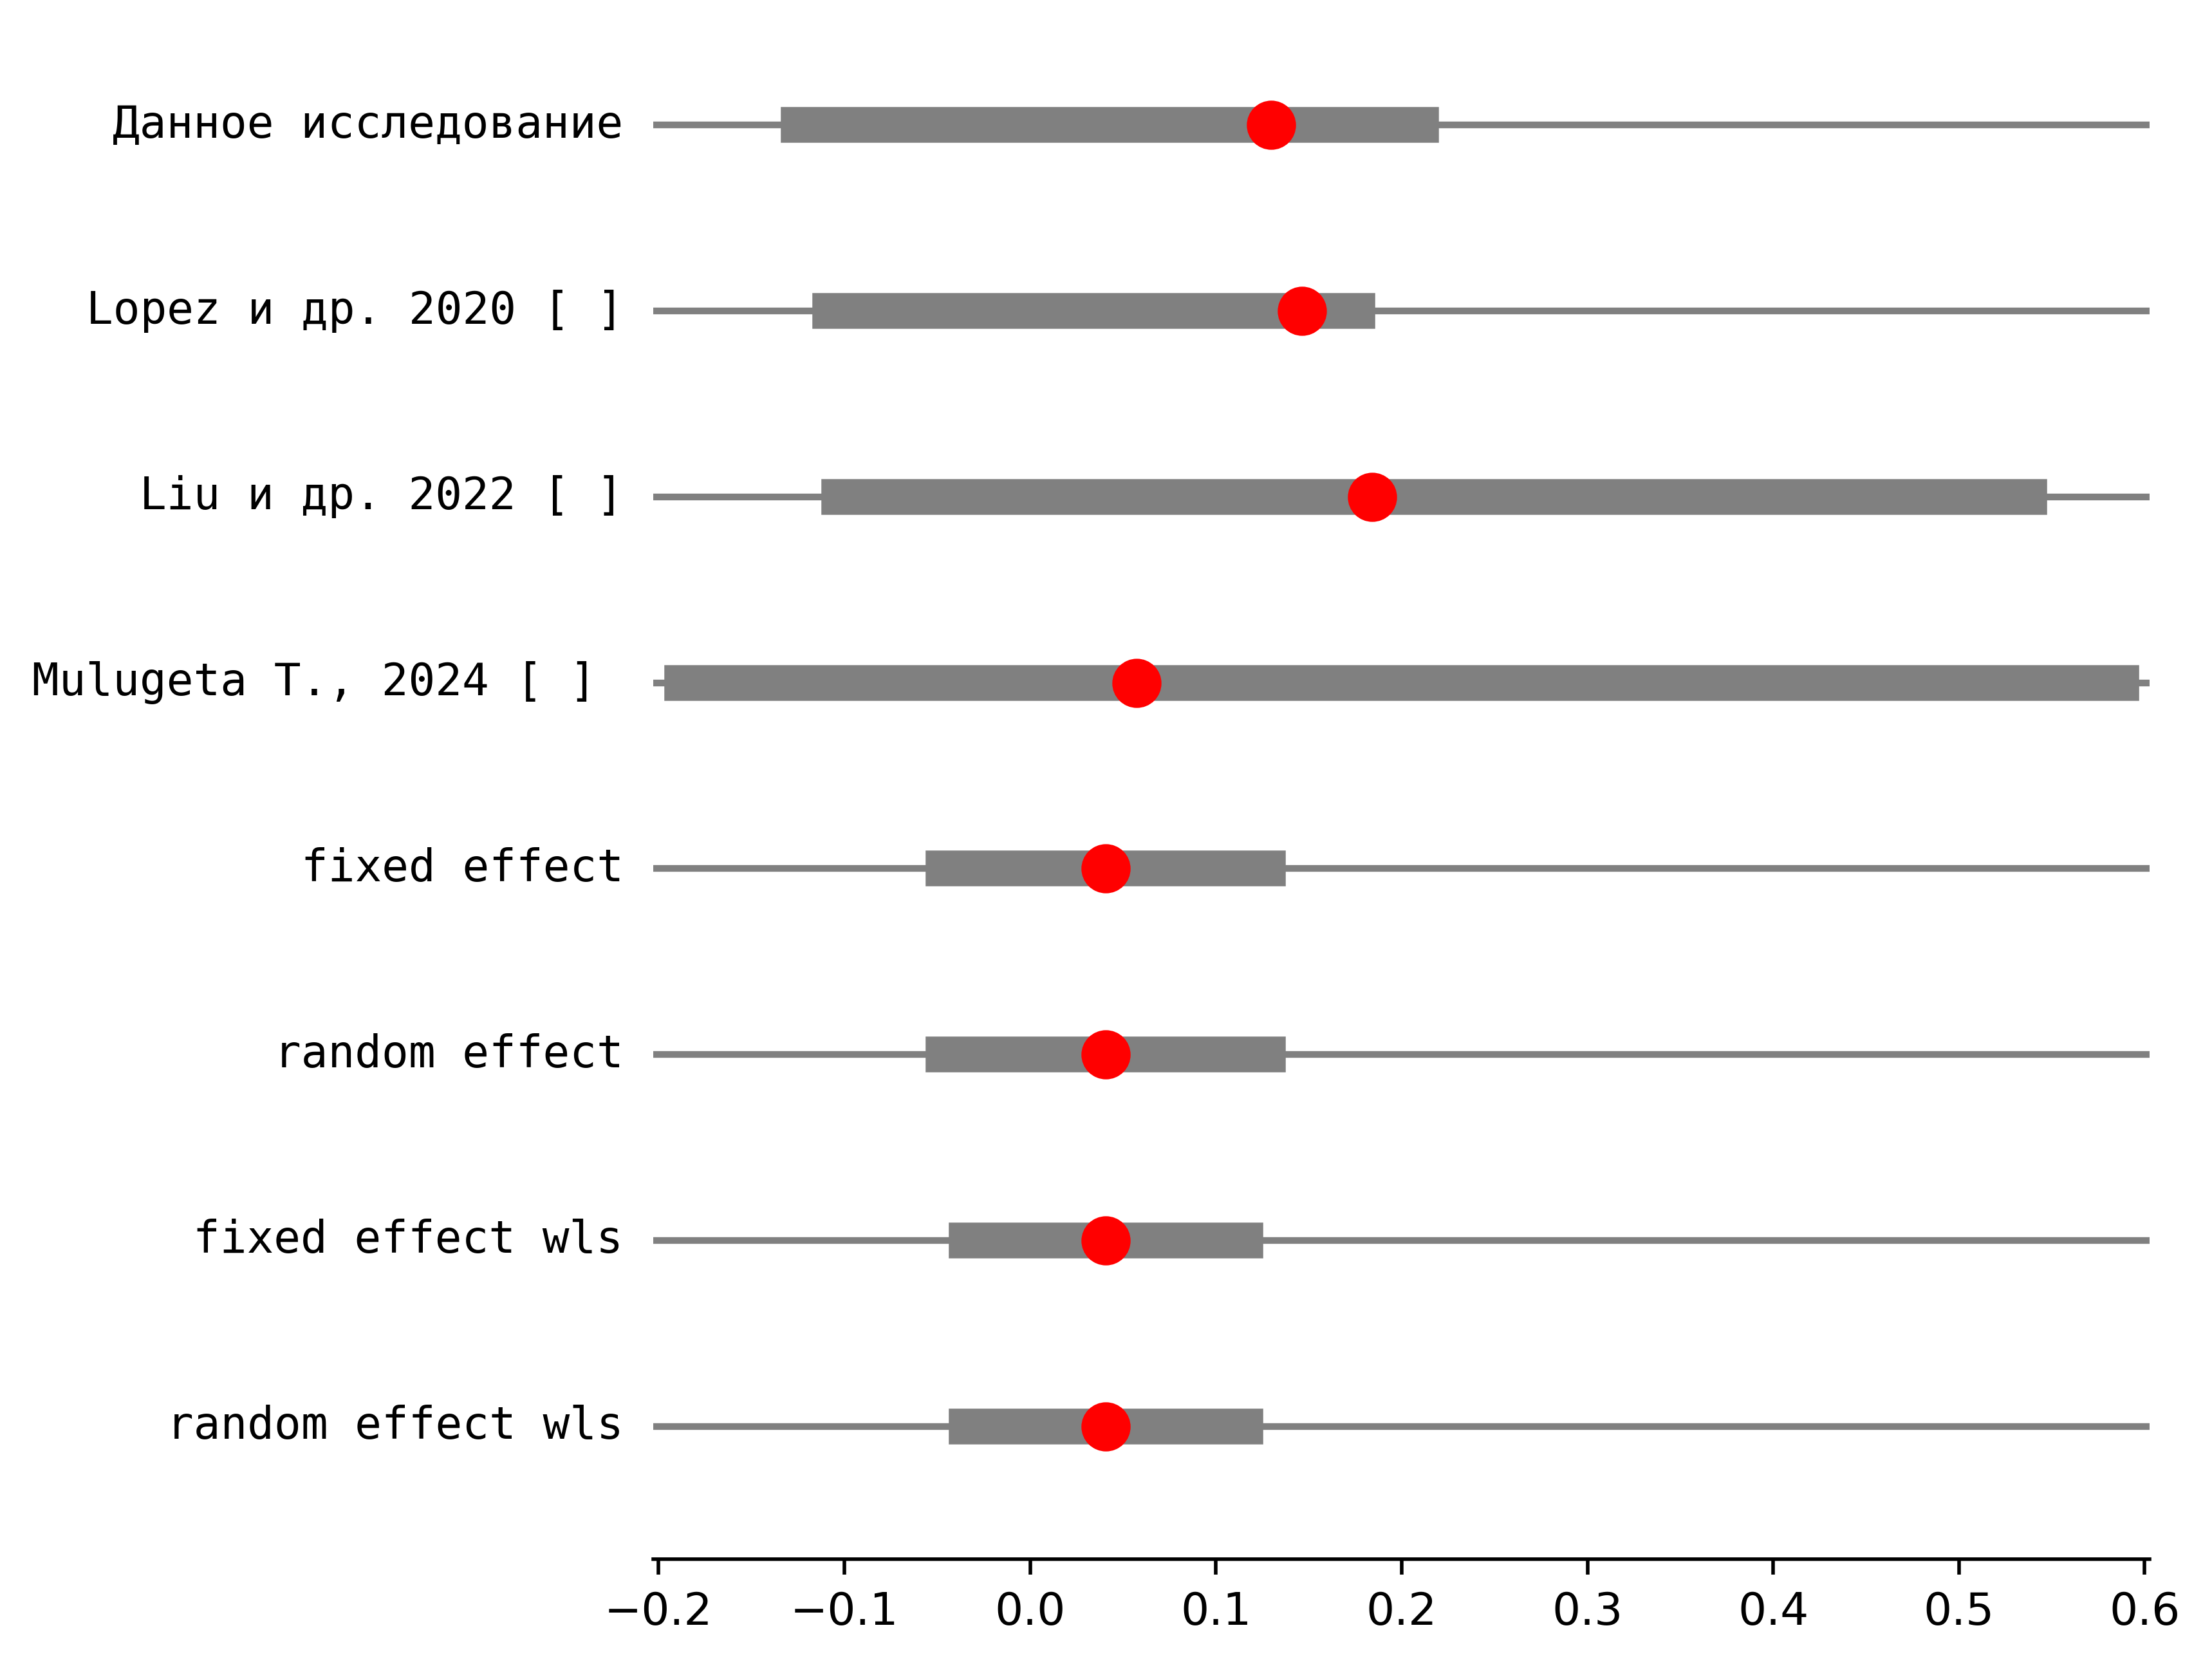 Данное исследование
Lopez и др. 2020 [ ]
Liu и др. 2022 [ ]
Mulugeta T., 2024 [ ]
fixed effect
random effect
fixed effect wls
random effect wls
−0.2 −0.1 0.0 0.1 0.2 0.3 0.4 0.5 0.6